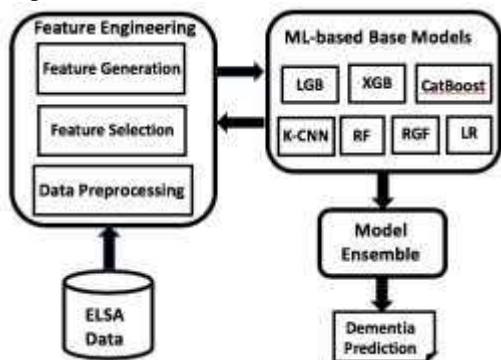 Feature Engineering
Feature Generation
Feature Selection
Data Preprocessing
ELSA
Data
ML-based Base Models
LGB
XGB
CatBoost
K-CNN
RF
RGF
LR
Model
Ensemble
Dementia
Prediction